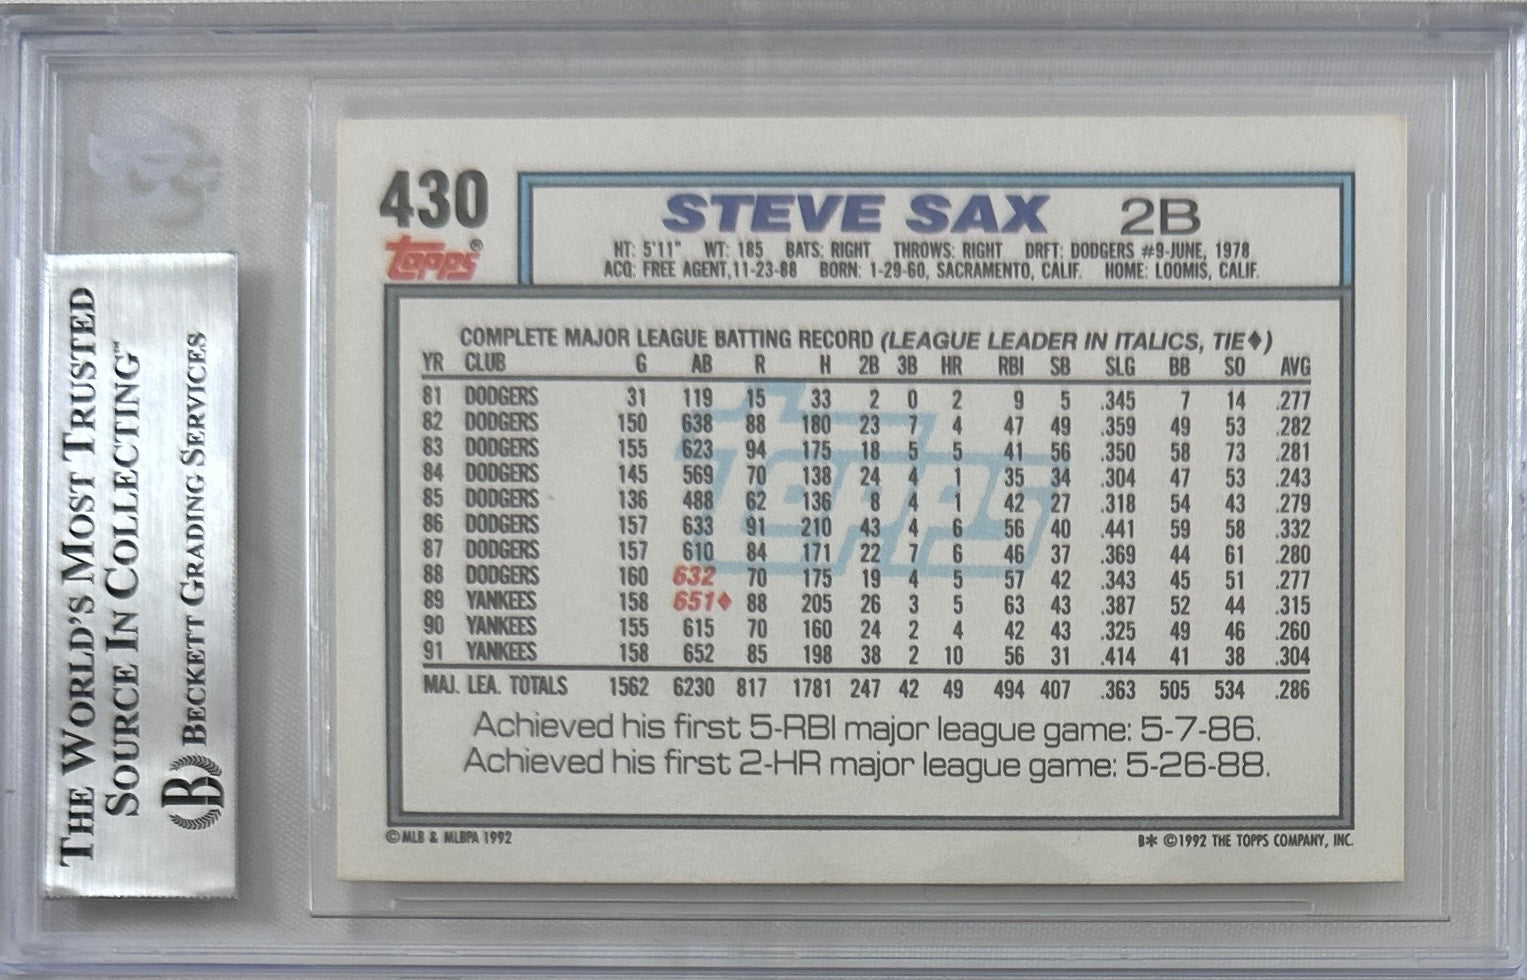 THE WORLD'S MOST TRUSTED
SOURCE IN COLLECTING™
BECKETT GRADING SERVICES
430
Topps®
STEVE SAX 2B
HT: 5'11" WT: 185 BATS: RIGHT THROWS: RIGHT DRFT: DODGERS #9-JUNE, 1978
ACQ: FREE AGENT, 11-23-88 BORN: 1-29-60, SACRAMENTO, CALIF. HOME: LOOMIS, CALIF.
COMPLETE MAJOR LEAGUE BATTING RECORD (LEAGUE LEADER IN ITALICS, TIE♦)
YR CLUB G AB R H 2B 3B HR RBI SB SLG BB SO AVG
81 DODGERS 31 119 15 33 2 0 2 9 5 .345 7 14 .277
82 DODGERS 150 638 88 180 23 7 4 47 49 .359 49 53 .282
83 DODGERS 155 623 94 175 18 5 5 41 56 .350 58 73 .281
84 DODGERS 145 569 70 138 24 4 1 35 34 .304 47 53 .243
85 DODGERS 136 488 62 136 8 4 1 42 27 .318 54 43 .279
86 DODGERS 157 633 91 210 43 4 6 56 40 .441 59 58 .332
87 DODGERS 157 610 84 171 22 7 6 46 37 .369 44 61 .280
88 DODGERS 160 632 70 175 19 4 5 57 42 .343 45 51 .277
89 YANKEES 158 651♦ 88 205 26 3 5 63 43 .387 52 44 .315
90 YANKEES 155 615 70 160 24 2 4 42 43 .325 49 46 .260
91 YANKEES 158 652 85 198 38 2 10 56 31 .414 41 38 .304
MAJ. LEA. TOTALS 1562 6230 817 1781 247 42 49 494 407 .363 505 534 .286
Topps
Achieved his first 5-RBI major league game: 5-7-86.
Achieved his first 2-HR major league game: 5-26-88.
© MLB & MLBPA 1992
B* ©1992 THE TOPPS COMPANY, INC.